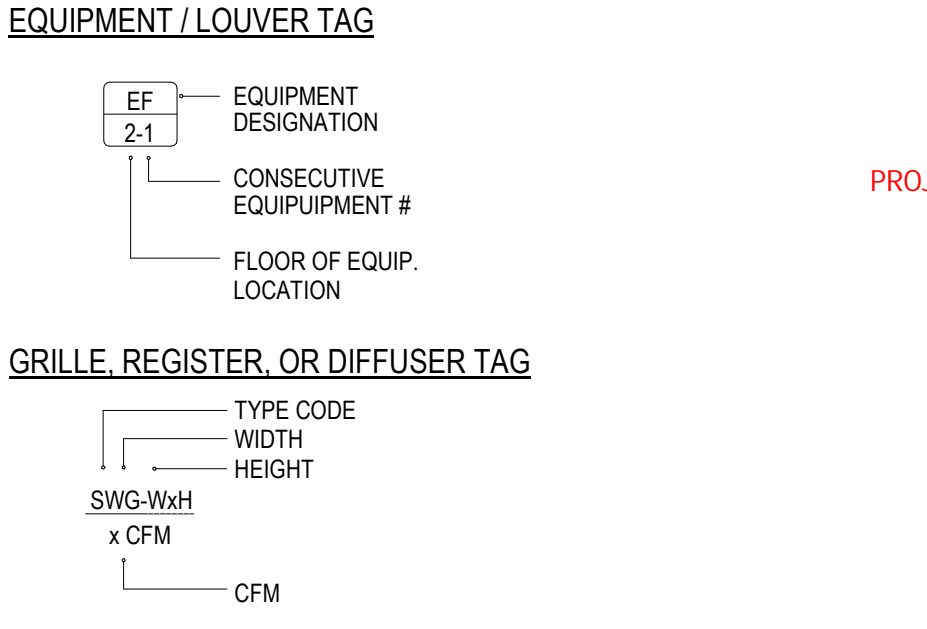 EQUIPMENT / LOUVER TAG
EF
2-1
EQUIPMENT
DESIGNATION
CONSECUTIVE
EQUIPUIPMENT #
FLOOR OF EQUIP.
LOCATION
GRILLE, REGISTER, OR DIFFUSER TAG
TYPE CODE
WIDTH
HEIGHT
SWG-WxH
x CFM
CFM